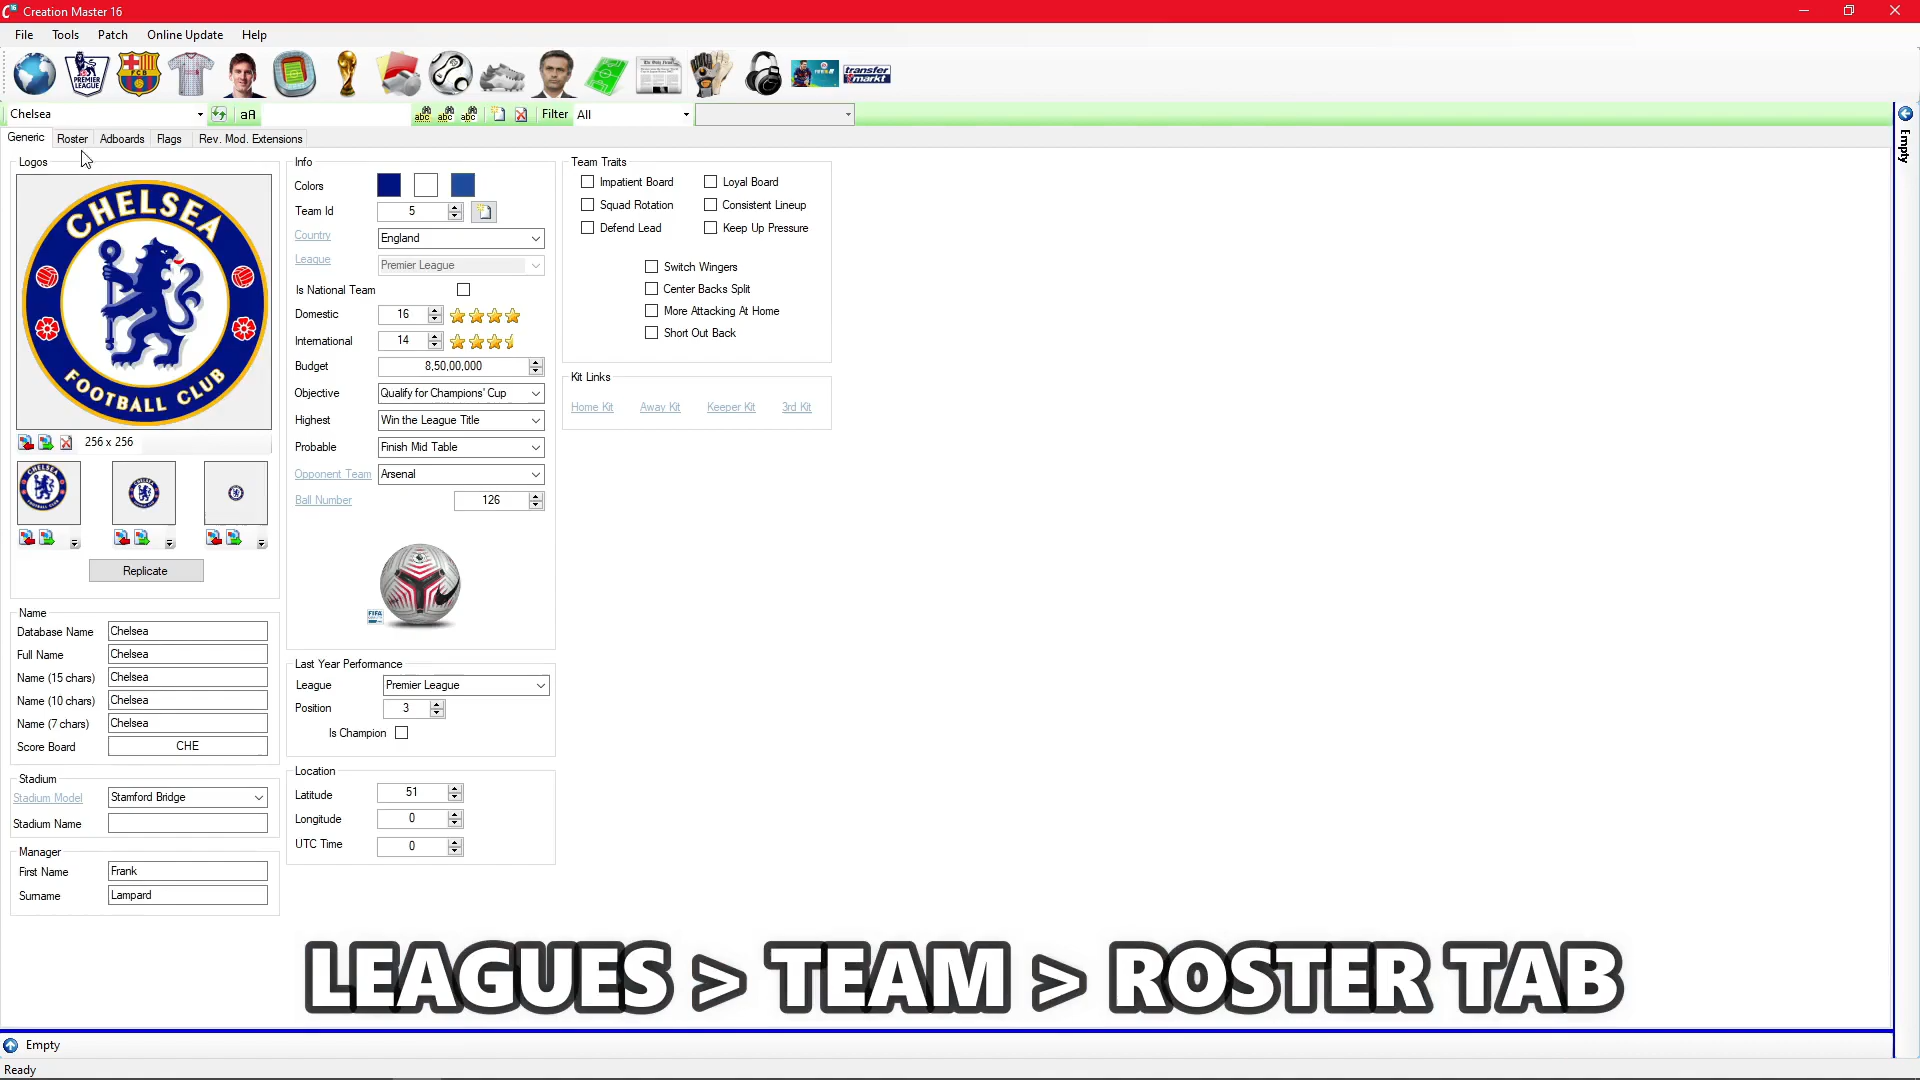 Creation Master 16
File Tools Patch Online Update Help
PREMIER LEAGUE FCB transfer markt
Chelsea aA abc abc abc Filter All
Generic Roster Adboards Flags Rev. Mod. Extensions
Empty
Logos
CHELSEA
FOOTBALL CLUB
256 x 256
Replicate
Name
Database Name Chelsea
Full Name Chelsea
Name (15 chars) Chelsea
Name (10 chars) Chelsea
Name (7 chars) Chelsea
Score Board CHE
Stadium
Stadium Model Stamford Bridge
Stadium Name
Manager
First Name Frank
Surname Lampard
Info
Colors
Team Id 5
Country England
League Premier League
Is National Team
Domestic 16
International 14
Budget 8,50,00,000
Objective Qualify for Champions' Cup
Highest Win the League Title
Probable Finish Mid Table
Opponent Team Arsenal
Ball Number 126
FIFA
Last Year Performance
League Premier League
Position 3
Is Champion
Location
Latitude 51
Longitude 0
UTC Time 0
Team Traits
Impatient Board Loyal Board
Squad Rotation Consistent Lineup
Defend Lead Keep Up Pressure
Switch Wingers
Center Backs Split
More Attacking At Home
Short Out Back
Kit Links
Home Kit Away Kit Keeper Kit 3rd Kit
LEAGUES > TEAM > ROSTER TAB
Empty
Ready